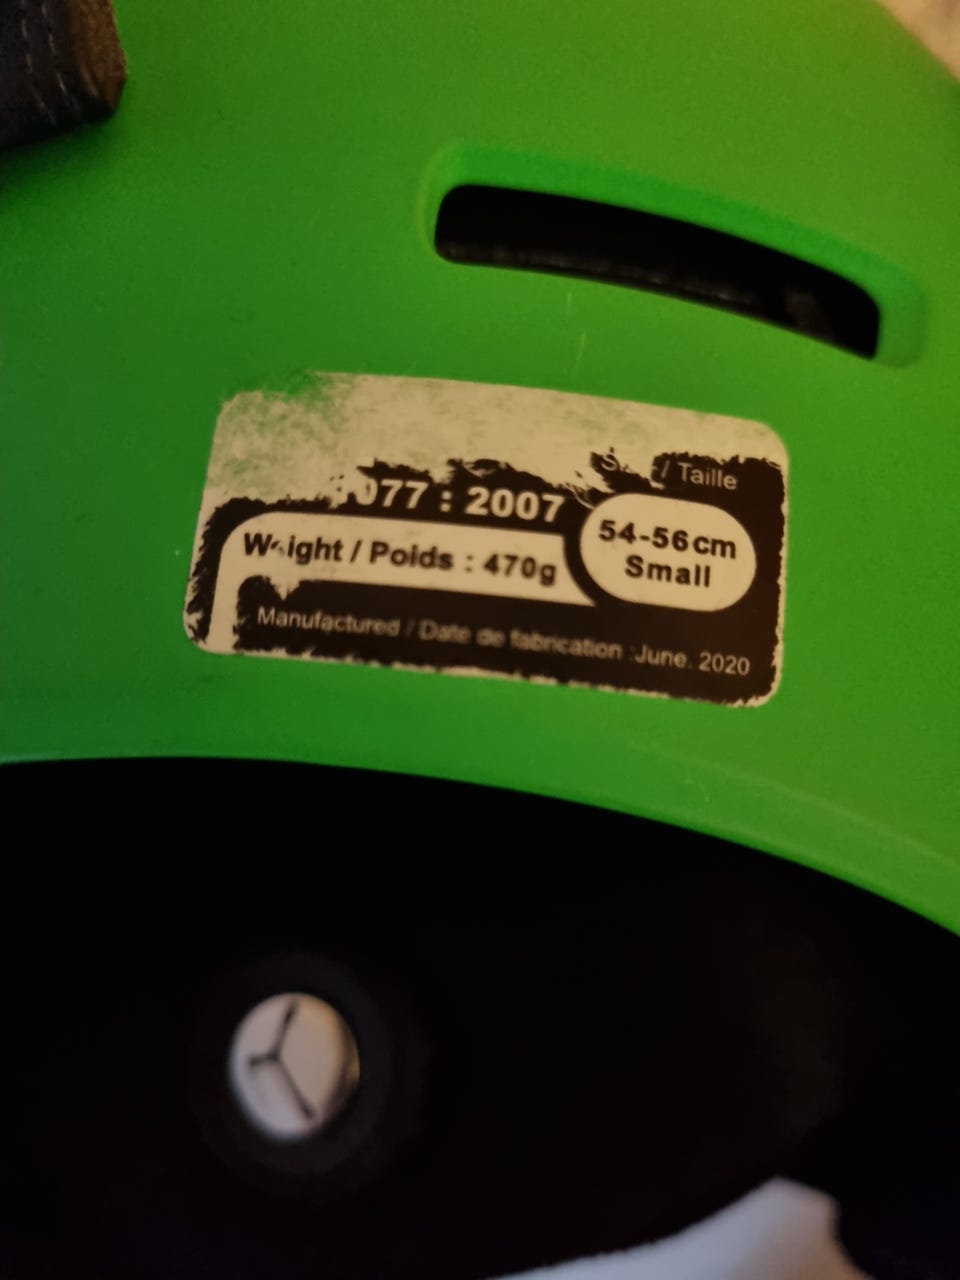 077 : 2007
/ Taille
54-56cm
Small
Weight / Poids : 470g
Manufactured / Date de fabrication :June. 2020